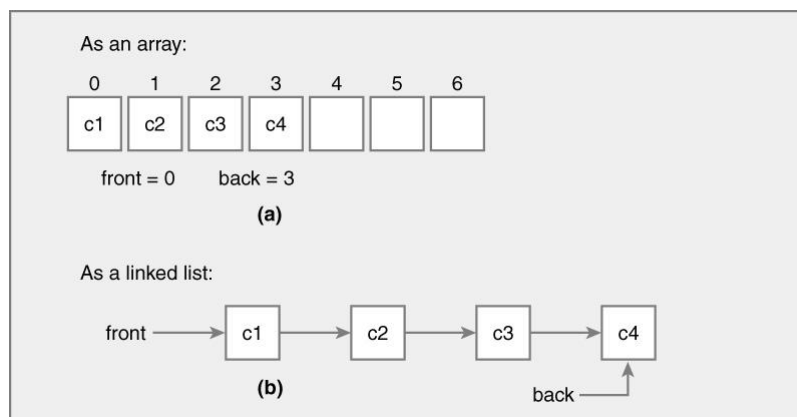 As an array:
0 1 2 3 4 5 6
c1 c2 c3 c4
front = 0 back = 3
(a)
As a linked list:
front c1 c2 c3 c4
(b)
back